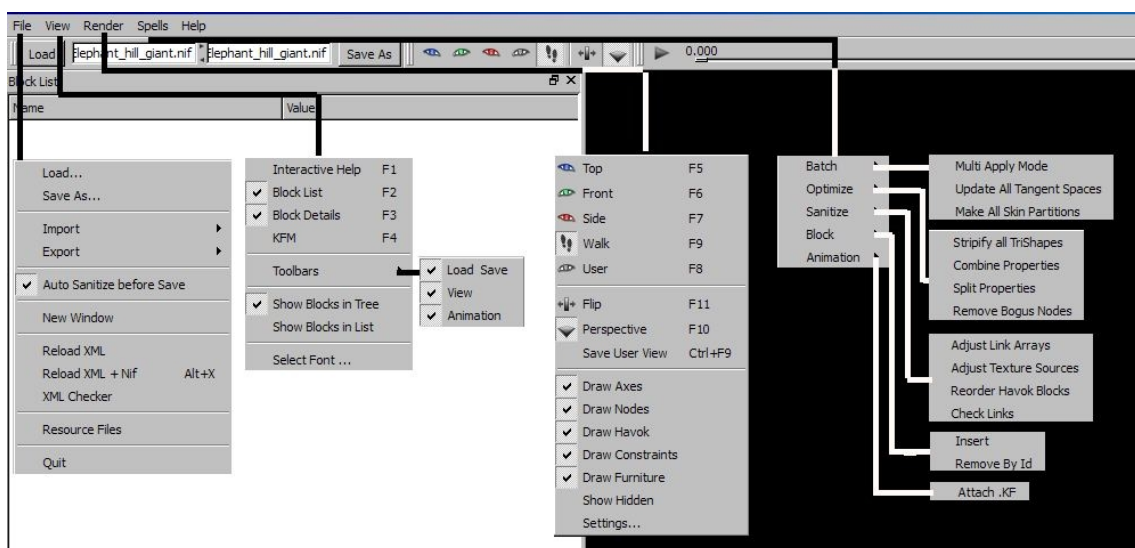 File View Render Spells Help
Load Elephant_hill_giant.nif Elephant_hill_giant.nif Save As 0.000
Block List
Name Value
Load...
Save As...
Import
Export
Auto Sanitize before Save
New Window
Reload XML
Reload XML + Nif Alt+X
XML Checker
Resource Files
Quit
Interactive Help F1
Block List F2
Block Details F3
KFM F4
Toolbars
Show Blocks in Tree
Show Blocks in List
Select Font ...
Load Save
View
Animation
Top F5
Front F6
Side F7
Walk F9
User F8
Flip F11
Perspective F10
Save User View Ctrl+F9
Draw Axes
Draw Nodes
Draw Havok
Draw Constraints
Draw Furniture
Show Hidden
Settings...
Batch
Optimize
Sanitize
Block
Animation
Multi Apply Mode
Update All Tangent Spaces
Make All Skin Partitions
Stripify all TriShapes
Combine Properties
Split Properties
Remove Bogus Nodes
Adjust Link Arrays
Adjust Texture Sources
Reorder Havok Blocks
Check Links
Insert
Remove By Id
Attach .KF